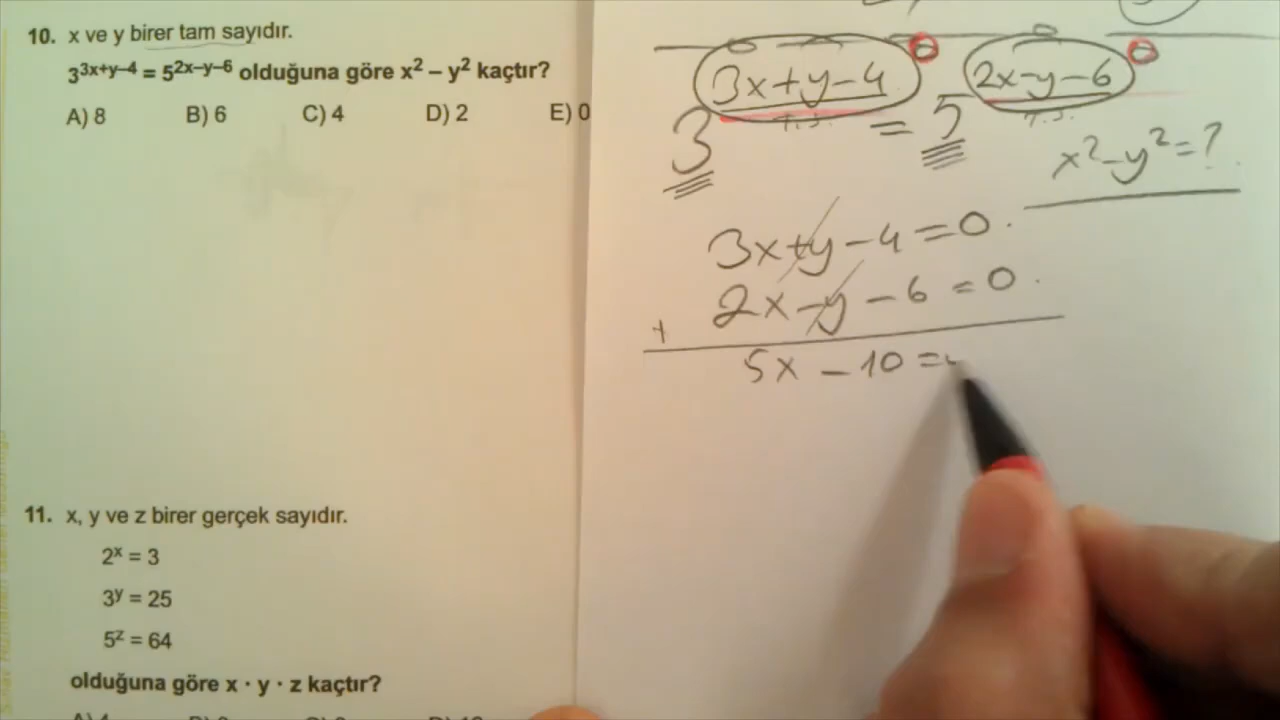 10. x ve y birer tam sayıdır.
3^{3x+y–4} = 5^{2x–y–6} olduğuna göre x² – y² kaçtır?
A) 8 B) 6 C) 4 D) 2 E) 0
11. x, y ve z birer gerçek sayıdır.
2^x = 3
3^y = 25
5^z = 64
olduğuna göre x · y · z kaçtır?
3^{3x+y-4} = 5^{2x-y-6}
T.S. T.S.
x²-y²=?
3x+y-4=0
2x-y-6=0
+
5x-10=